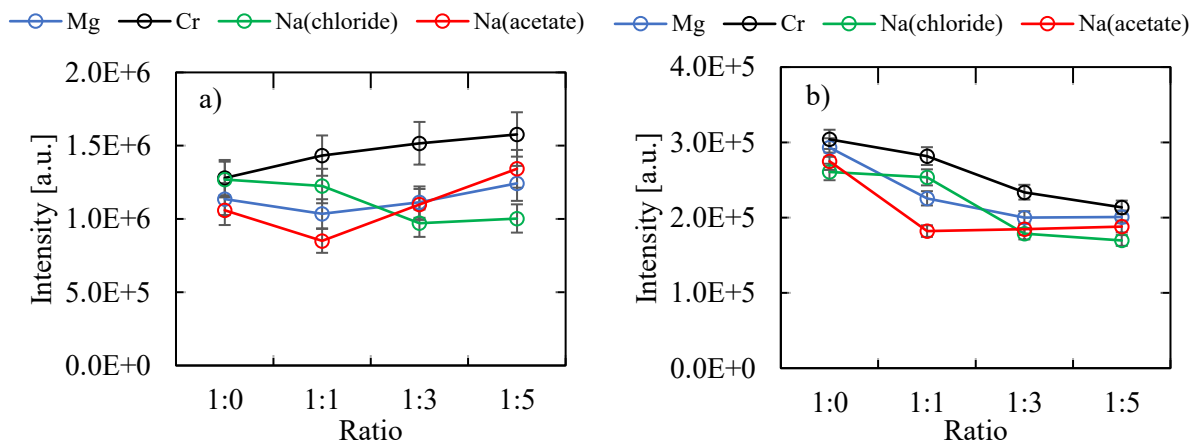 Mg Cr Na(chloride) Na(acetate)
a)
2.0E+6
1.5E+6
1.0E+6
5.0E+5
0.0E+0
Intensity [a.u.]
1:0 1:1 1:3 1:5
Ratio
Mg Cr Na(chloride) Na(acetate)
b)
4.0E+5
3.0E+5
2.0E+5
1.0E+5
0.0E+0
Intensity [a.u.]
1:0 1:1 1:3 1:5
Ratio